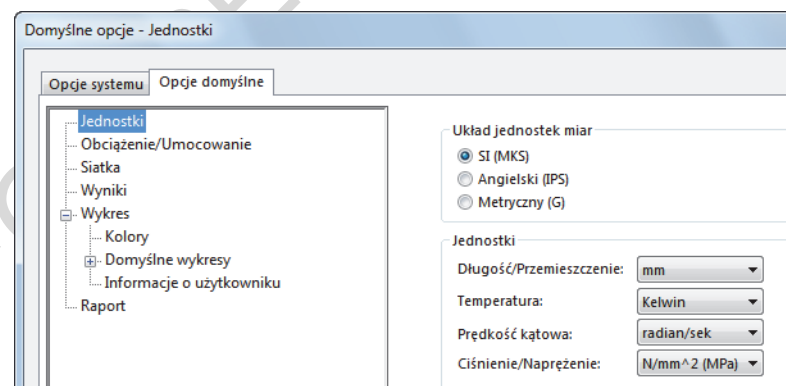 Domyślne opcje - Jednostki
Opcje systemu
Opcje domyślne
Jednostki
Obciążenie/Umocowanie
Siatka
Wyniki
Wykres
Kolory
Domyślne wykresy
Informacje o użytkowniku
Raport
Układ jednostek miar
SI (MKS)
Angielski (IPS)
Metryczny (G)
Jednostki
Długość/Przemieszczenie: mm
Temperatura: Kelwin
Prędkość kątowa: radian/sek
Ciśnienie/Naprężenie: N/mm^2 (MPa)